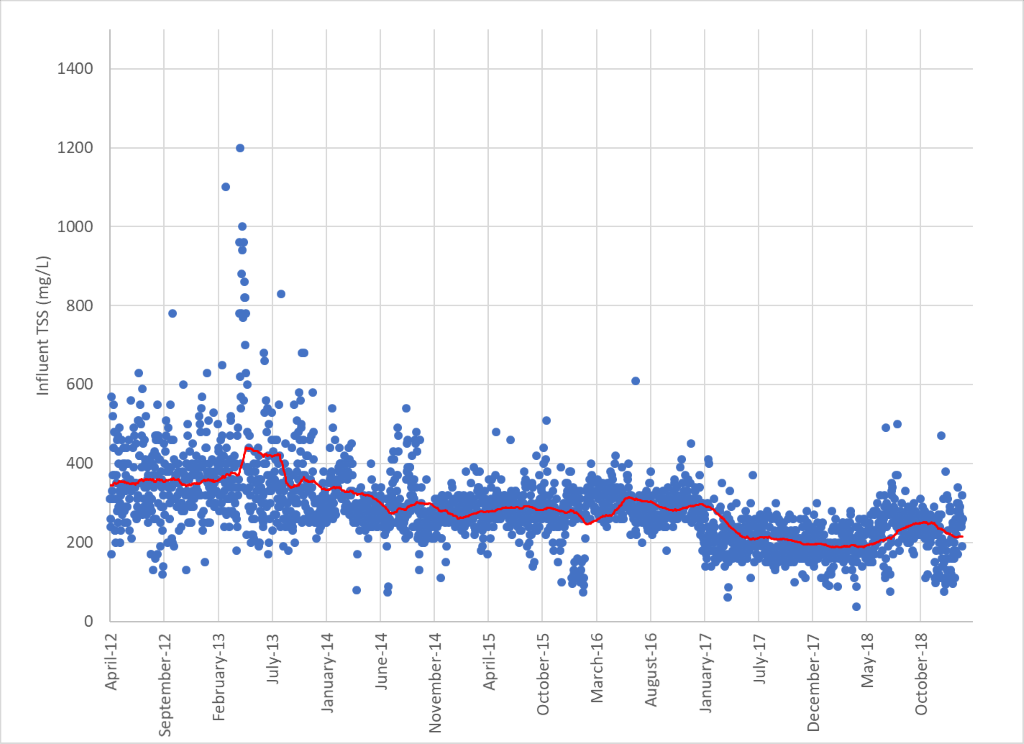 1400
1200
1000
800
600
400
200
0
Influent TSS (mg/L)
April-12
September-12
February-13
July-13
January-14
June-14
November-14
April-15
October-15
March-16
August-16
January-17
July-17
December-17
May-18
October-18